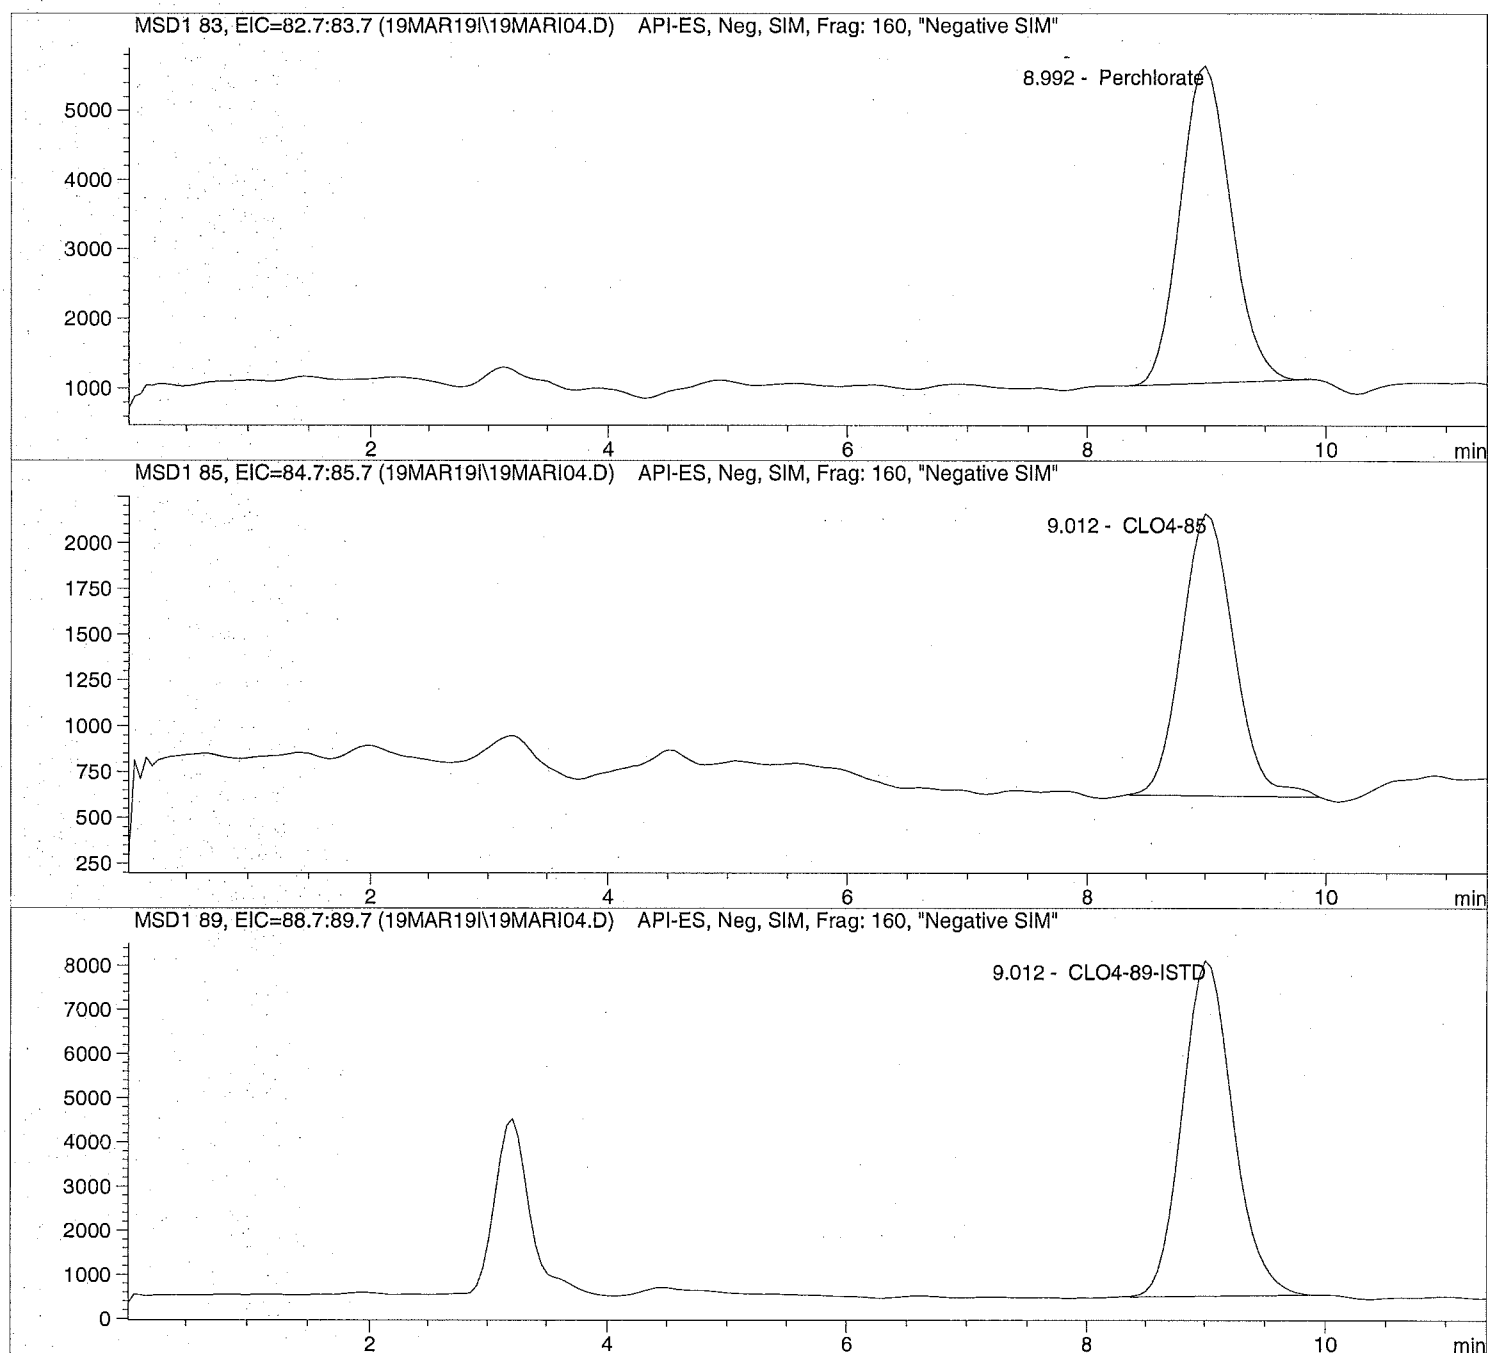 MSD1 83, EIC=82.7:83.7 (19MAR19I\19MARI04.D) API-ES, Neg, SIM, Frag: 160, "Negative SIM"
8.992 - Perchlorate
5000
4000
3000
2000
1000
2 4 6 8 10 min
MSD1 85, EIC=84.7:85.7 (19MAR19I\19MARI04.D) API-ES, Neg, SIM, Frag: 160, "Negative SIM"
9.012 - CLO4-85
2000
1750
1500
1250
1000
750
500
250
2 4 6 8 10 min
MSD1 89, EIC=88.7:89.7 (19MAR19I\19MARI04.D) API-ES, Neg, SIM, Frag: 160, "Negative SIM"
9.012 - CLO4-89-ISTD
8000
7000
6000
5000
4000
3000
2000
1000
0
2 4 6 8 10 min